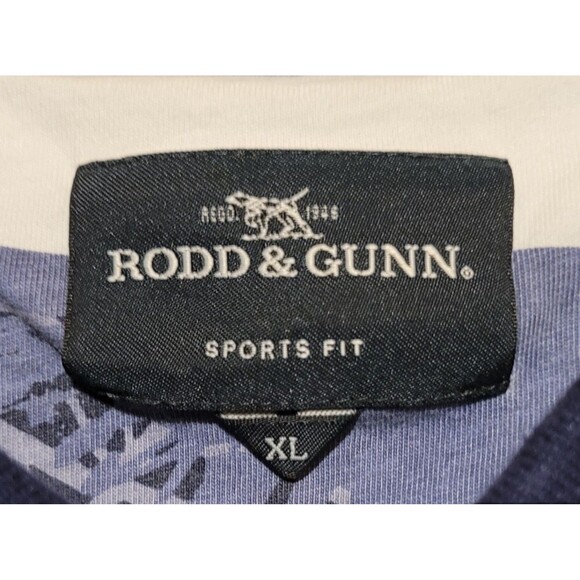 REGD. 1946
RODD & GUNN®
SPORTS FIT
XL